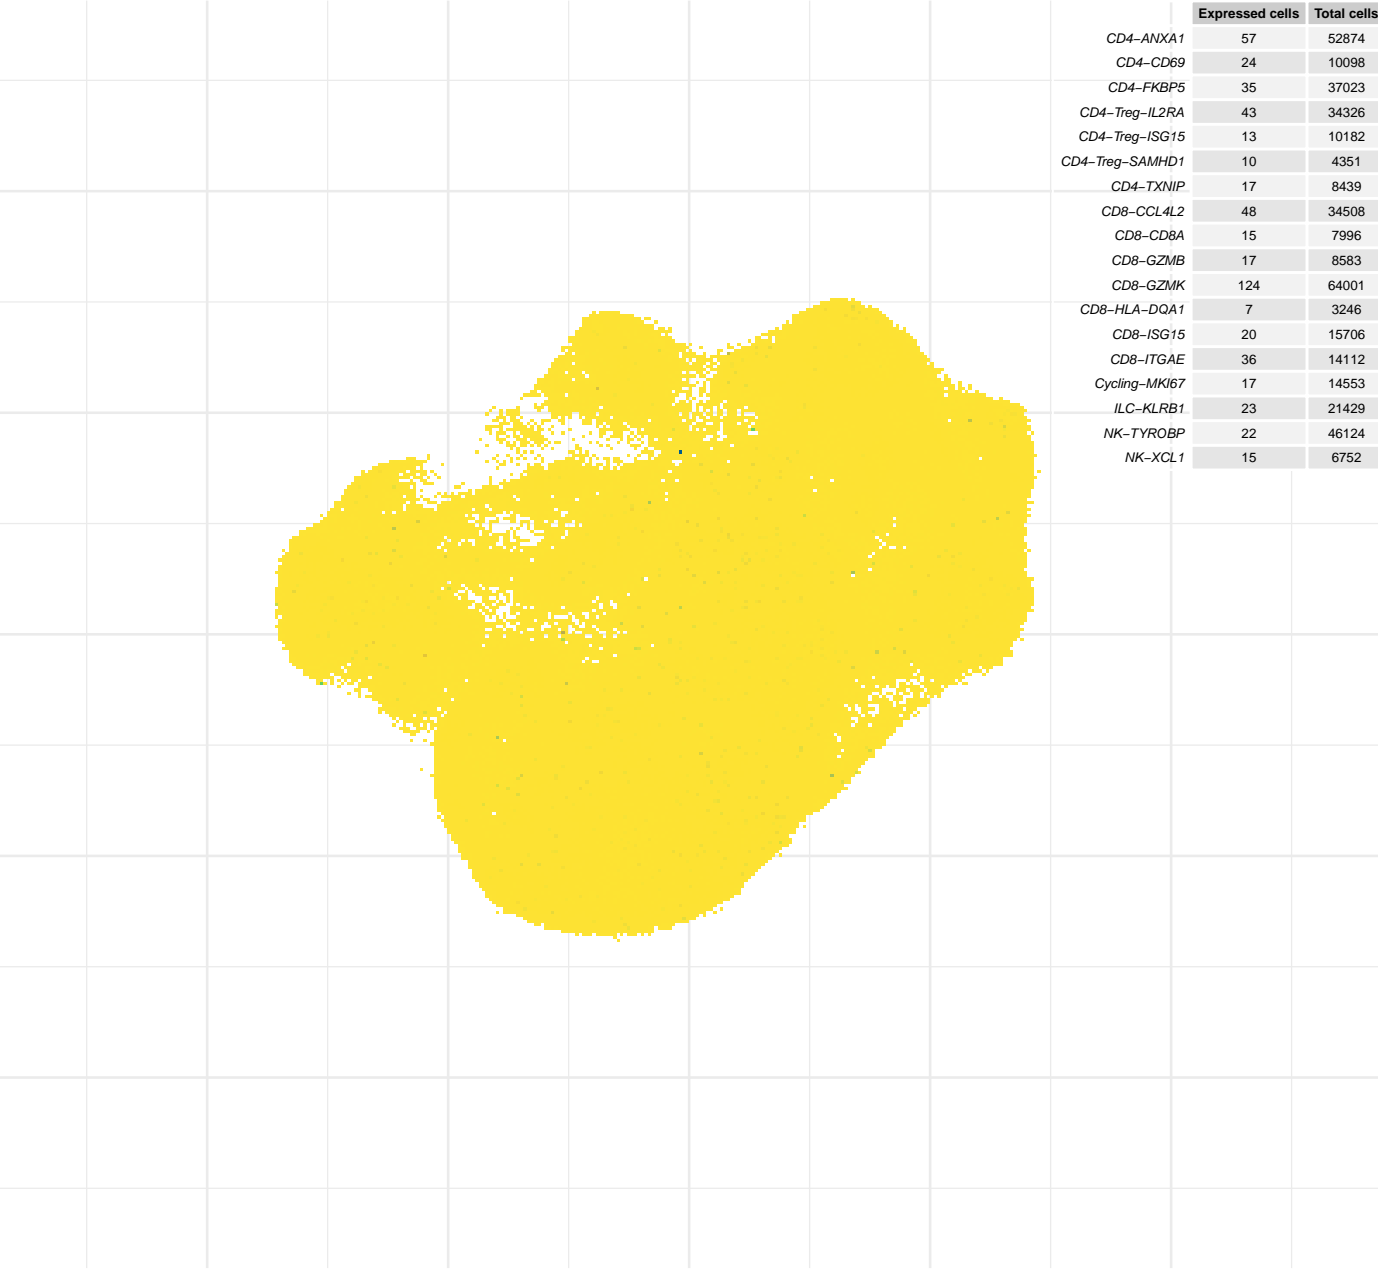 Expressed cells Total cells
CD4−ANXA1 57 52874
CD4−CD69 24 10098
CD4−FKBP5 35 37023
CD4−Treg−IL2RA 43 34326
CD4−Treg−ISG15 13 10182
CD4−Treg−SAMHD1 10 4351
CD4−TXNIP 17 8439
CD8−CCL4L2 48 34508
CD8−CD8A 15 7996
CD8−GZMB 17 8583
CD8−GZMK 124 64001
CD8−HLA−DQA1 7 3246
CD8−ISG15 20 15706
CD8−ITGAE 36 14112
Cycling−MKI67 17 14553
ILC−KLRB1 23 21429
NK−TYROBP 22 46124
NK−XCL1 15 6752